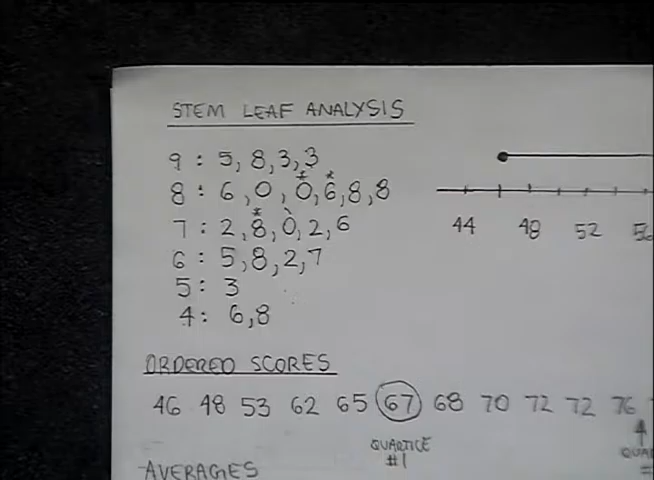 STEM LEAF ANALYSIS
9 : 5, 8, 3, 3
8 : 6, 0, 0, 6, 8, 8
7 : 2, 8, 0, 2, 6
6 : 5, 8, 2, 7
5 : 3
4 : 6, 8
44 48 52 56
ORDERED SCORES
46 48 53 62 65 67 68 70 72 72 76
QUARTICE
#1
AVERAGES